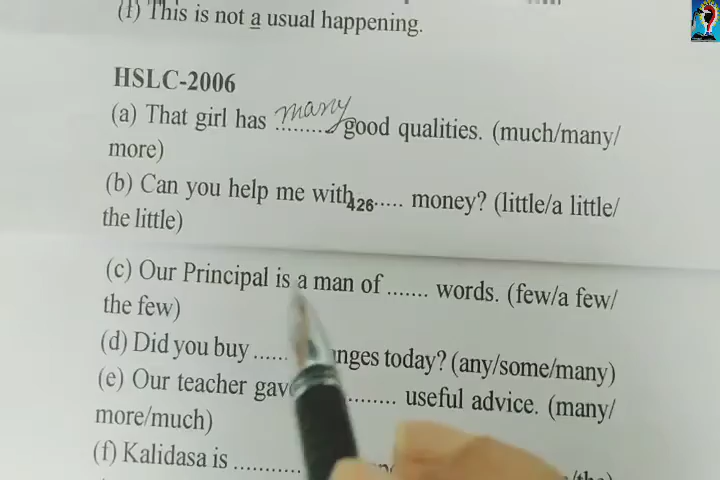 (f) This is not a usual happening.
HSLC-2006
(a) That girl has many good qualities. (much/many/
more)
(b) Can you help me with 426..... money? (little/a little/
the little)
(c) Our Principal is a man of ....... words. (few/a few/
the few)
(d) Did you buy ...... nges today? (any/some/many)
(e) Our teacher gav ......... useful advice. (many/
more/much)
(f) Kalidasa is ...........